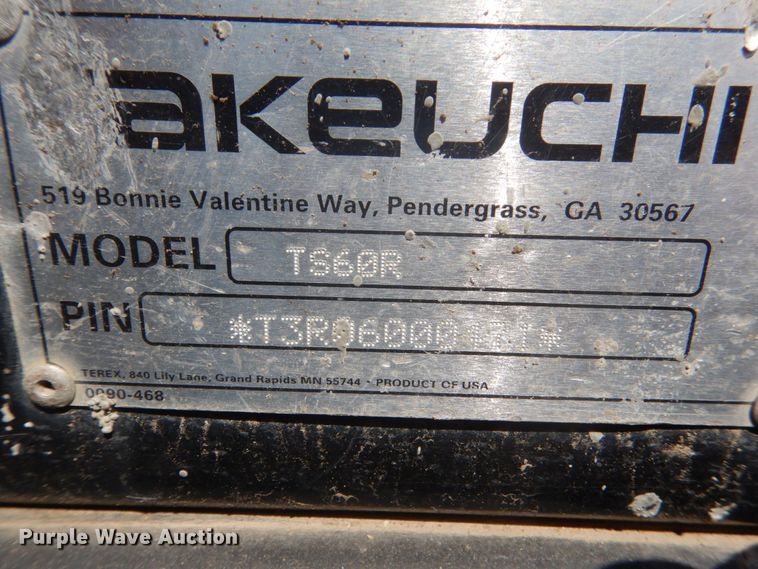 TAKEUCHI
519 Bonnie Valentine Way, Pendergrass, GA 30567
MODEL TS60R
PIN
TEREX, 840 Lily Lane, Grand Rapids MN 55744 • PRODUCT OF USA
0090-468
Purple Wave Auction